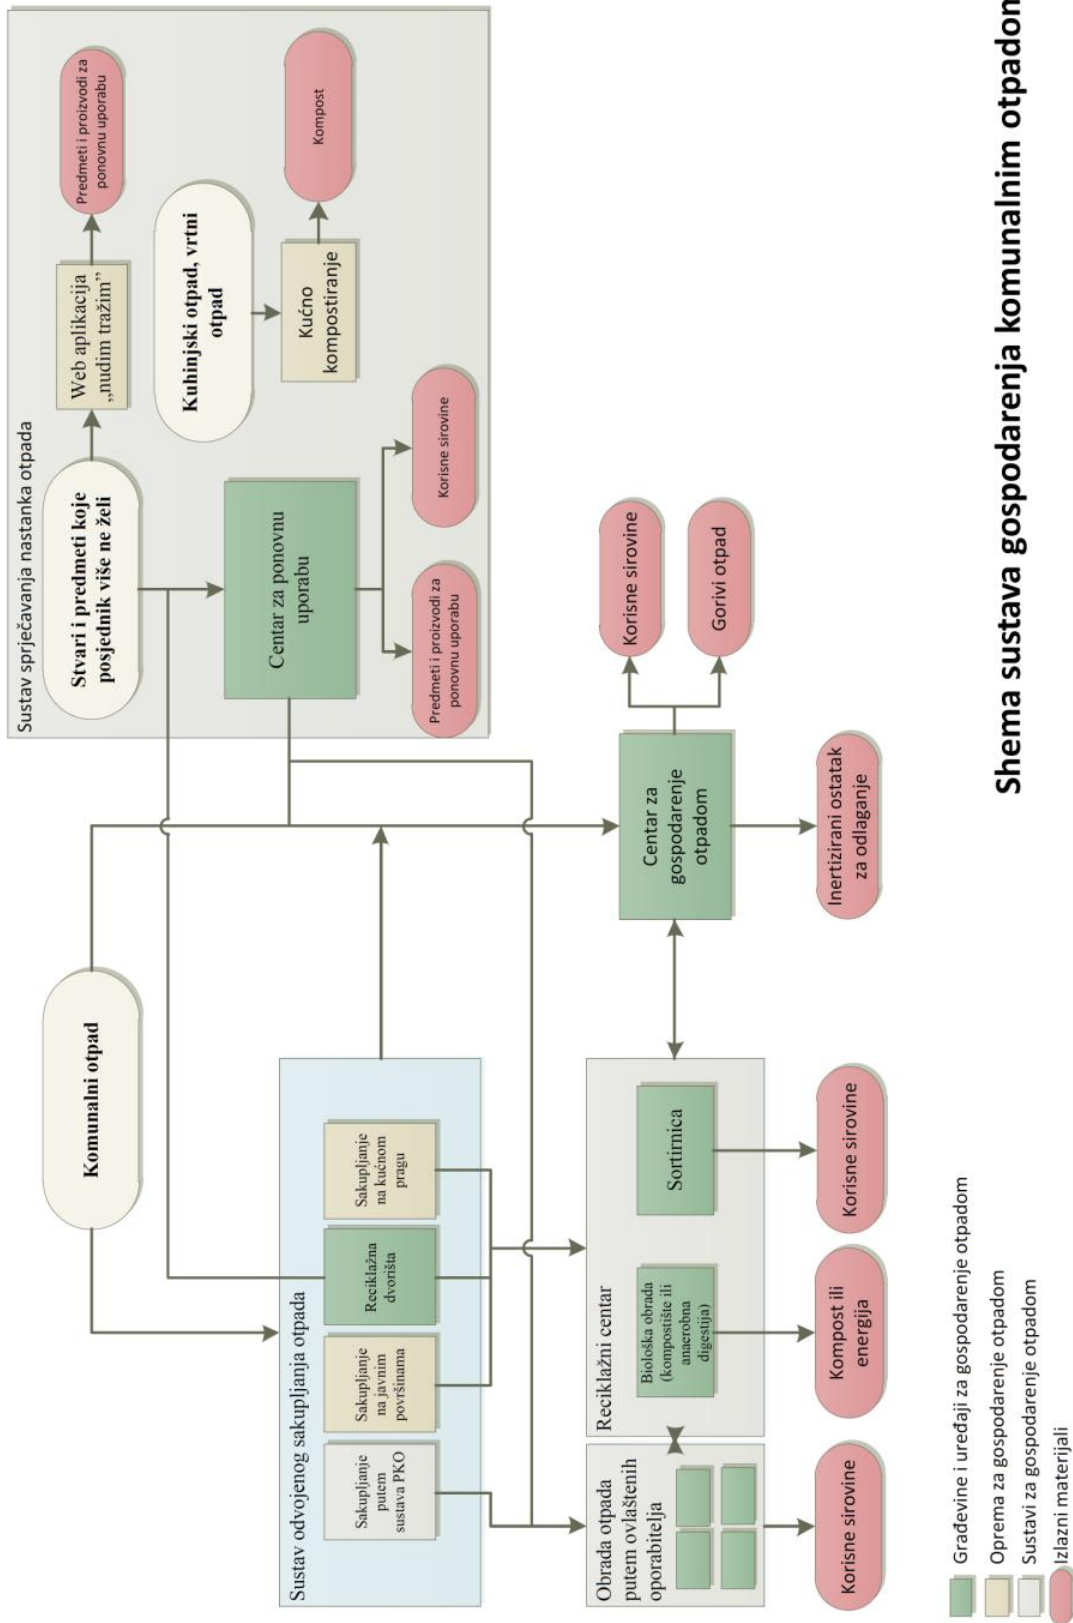 Sustav sprječavanja nastanka otpada
Stvari i predmeti koje
posjednik više ne želi
Web aplikacija
„nudim tražim”
Predmeti i proizvodi za
ponovnu uporabu
Kuhinjski otpad, vrtni
otpad
Kućno
kompostiranje
Kompost
Centar za ponovnu
uporabu
Predmeti i proizvodi za
ponovnu uporabu
Korisne sirovine
Komunalni otpad
Sustav odvojenog sakupljanja otpada
Sakupljanje
putem
sustava PKO
Sakupljanje
na javnim
površinama
Reciklažna
dvorišta
Sakupljanje
na kućnom
pragu
Obrada otpada
putem ovlaštenih
oporabitelja
Korisne sirovine
Reciklažni centar
Biološka obrada
(kompostište ili
anaerobna
digestija)
Sortirnica
Kompost ili
energija
Korisne sirovine
Centar za
gospodarenje
otpadom
Korisne sirovine
Gorivi otpad
Inertizirani ostatak
za odlaganje
Građevine i uređaji za gospodarenje otpadom
Oprema za gospodarenje otpadom
Sustavi za gospodarenje otpadom
Izlazni materijali
Shema sustava gospodarenja komunalnim otpadom